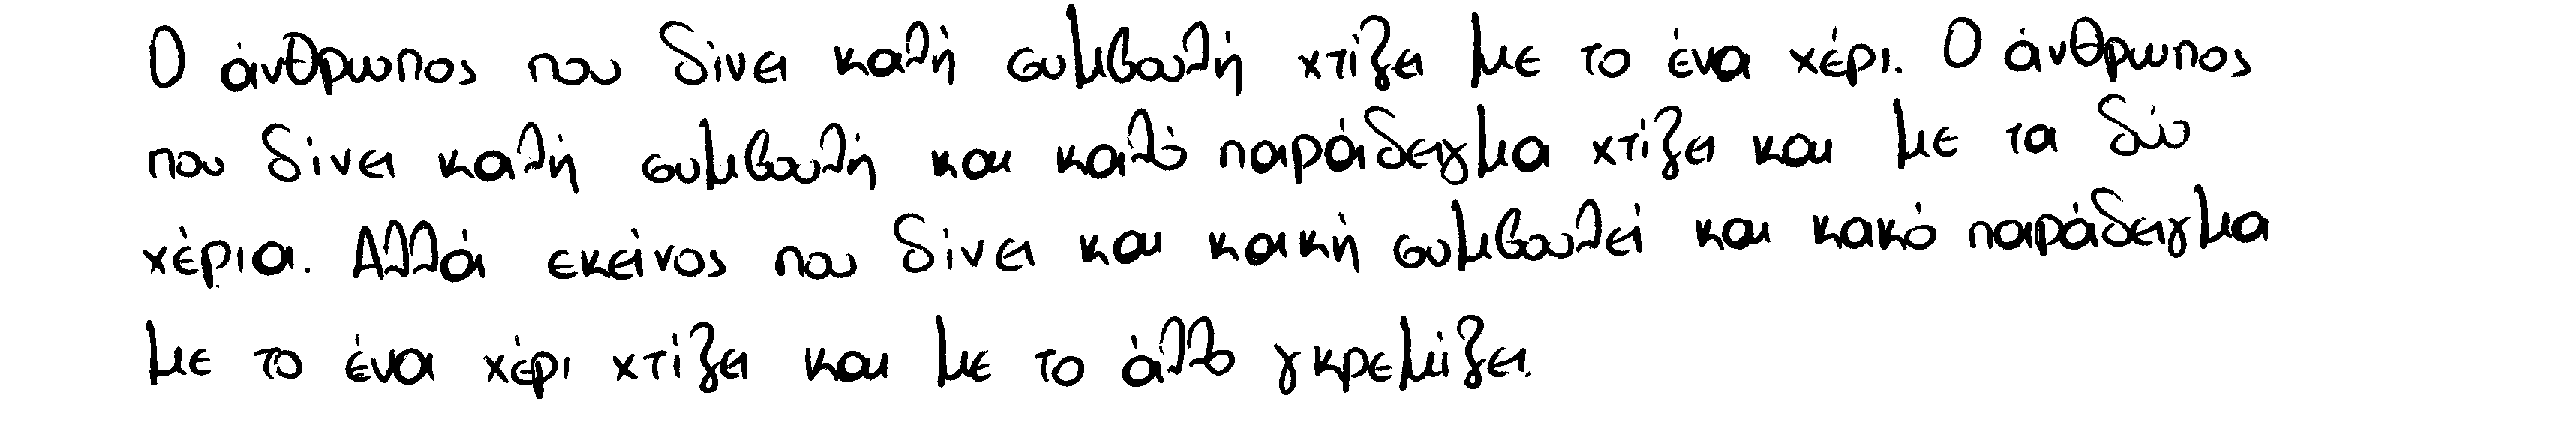 Ο άνθρωπος που δίνει καλή συμβουλή χτίζει με το ένα χέρι. Ο άνθρωπος
που δίνει καλή συμβουλή και καλό παράδειγμα χτίζει και με τα δύο
χέρια. Αλλά εκείνος που δίνει και κακή συμβουλεί και κακό παράδειγμα
με το ένα χέρι χτίζει και με το άλλο γκρεμίζει.